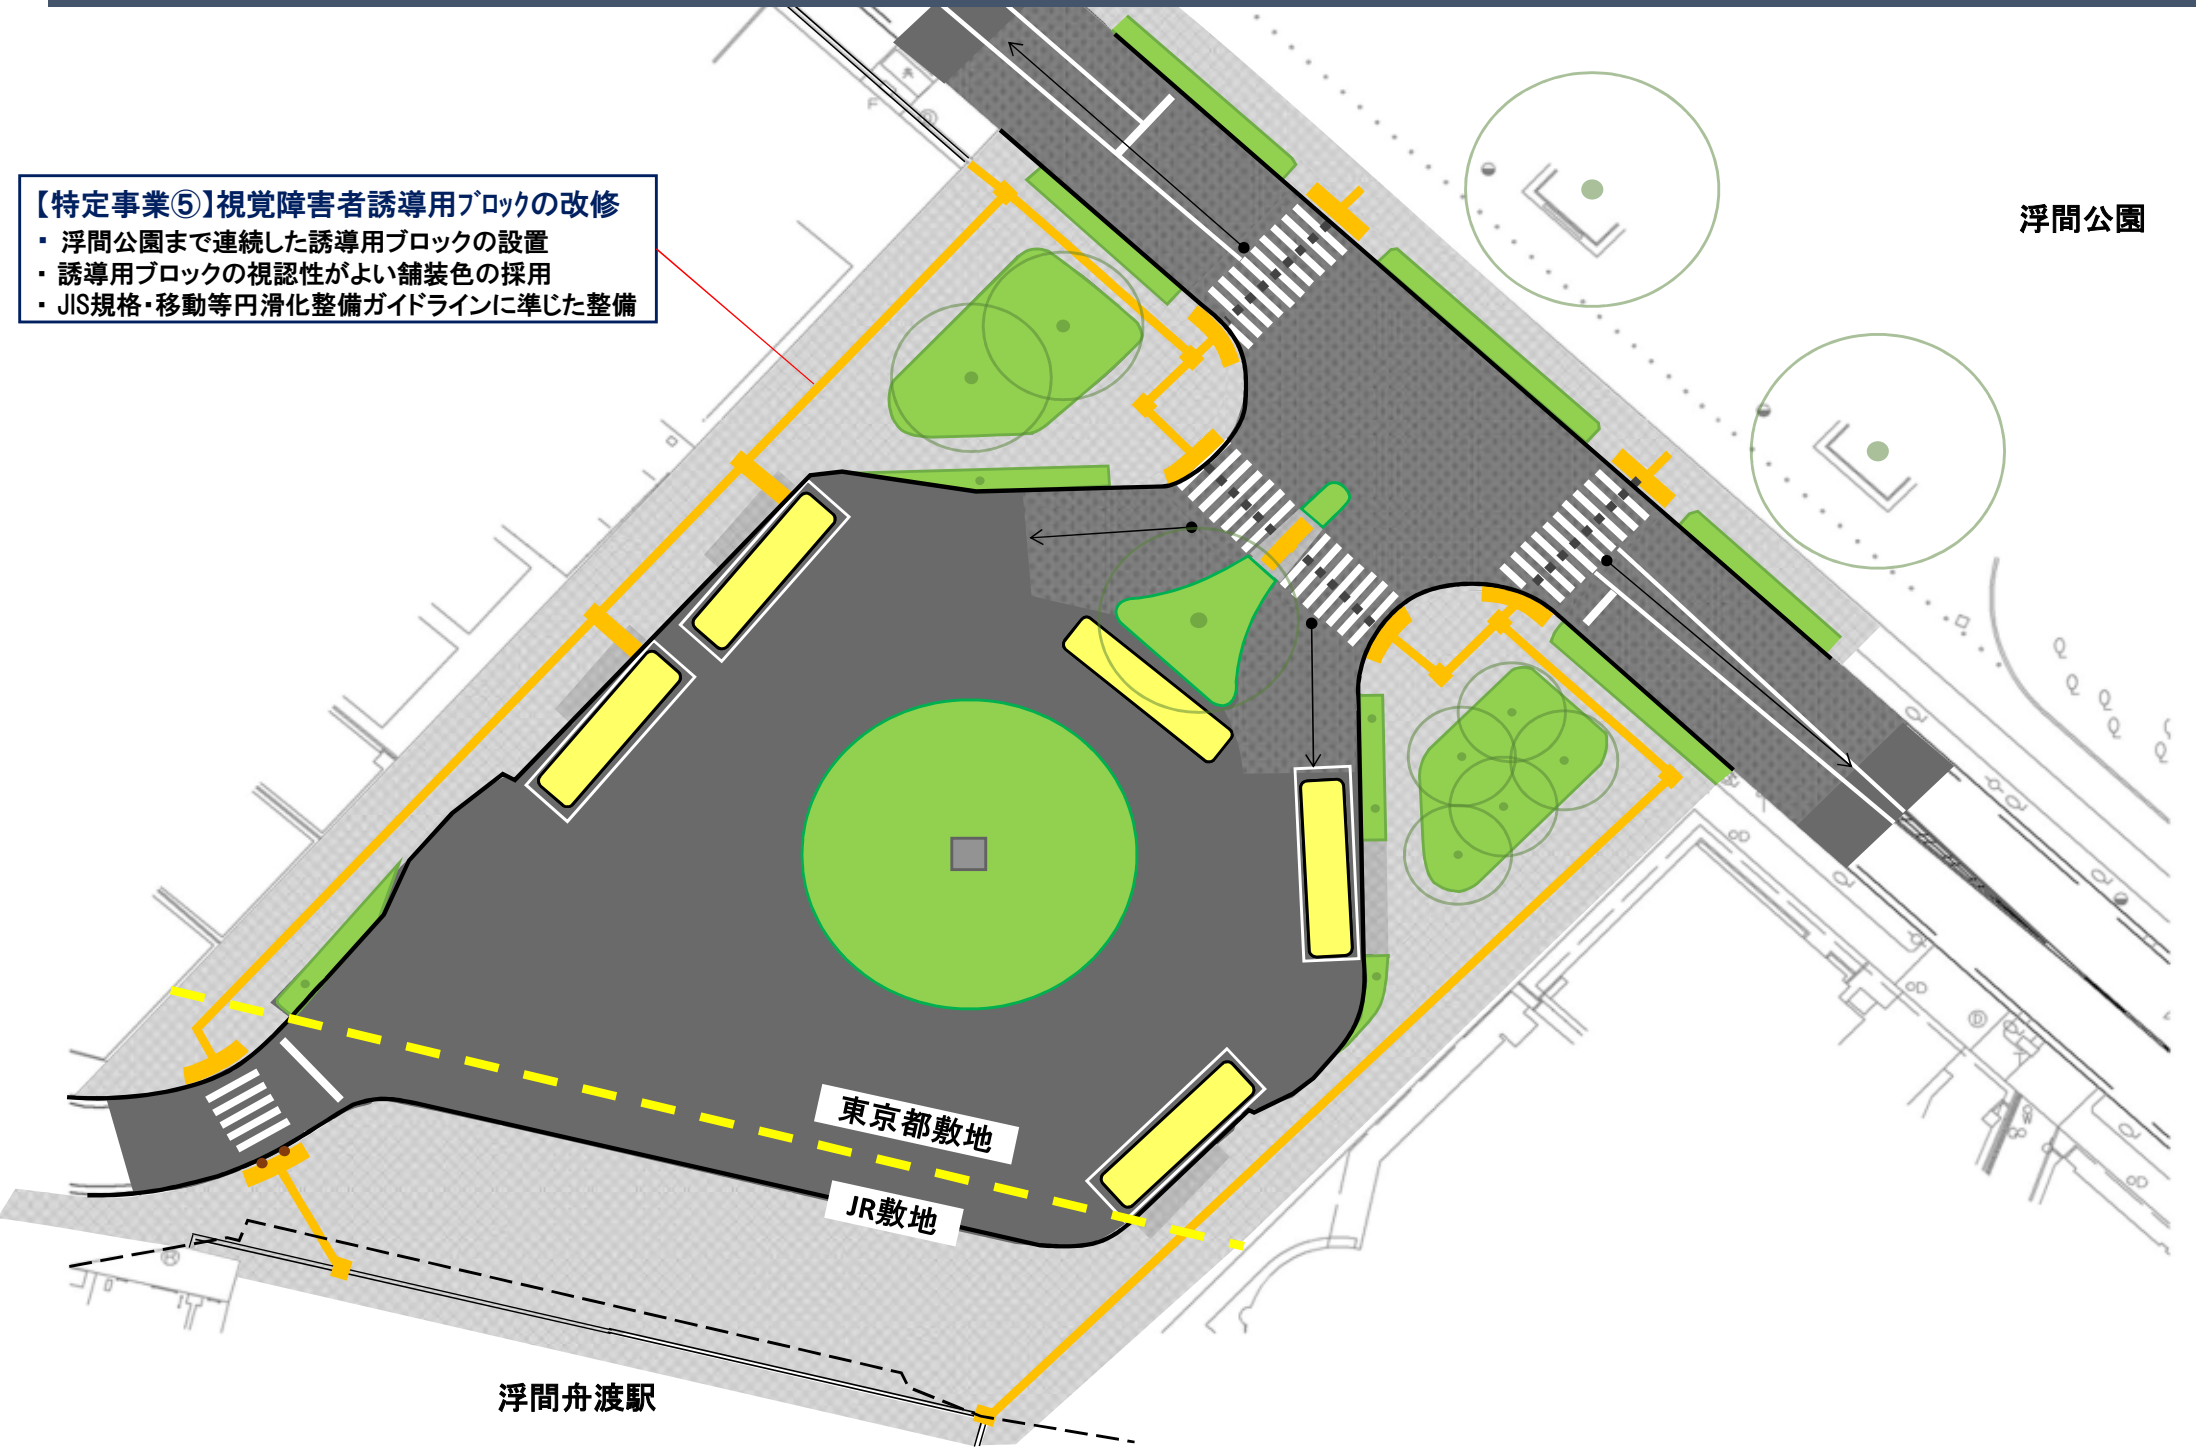 【特定事業⑤】視覚障害者誘導用ブロックの改修
・ 浮間公園まで連続した誘導用ブロックの設置
・ 誘導用ブロックの視認性がよい舗装色の採用
・ JIS規格・移動等円滑化整備ガイドラインに準じた整備
浮間公園
東京都敷地
JR敷地
浮間舟渡駅